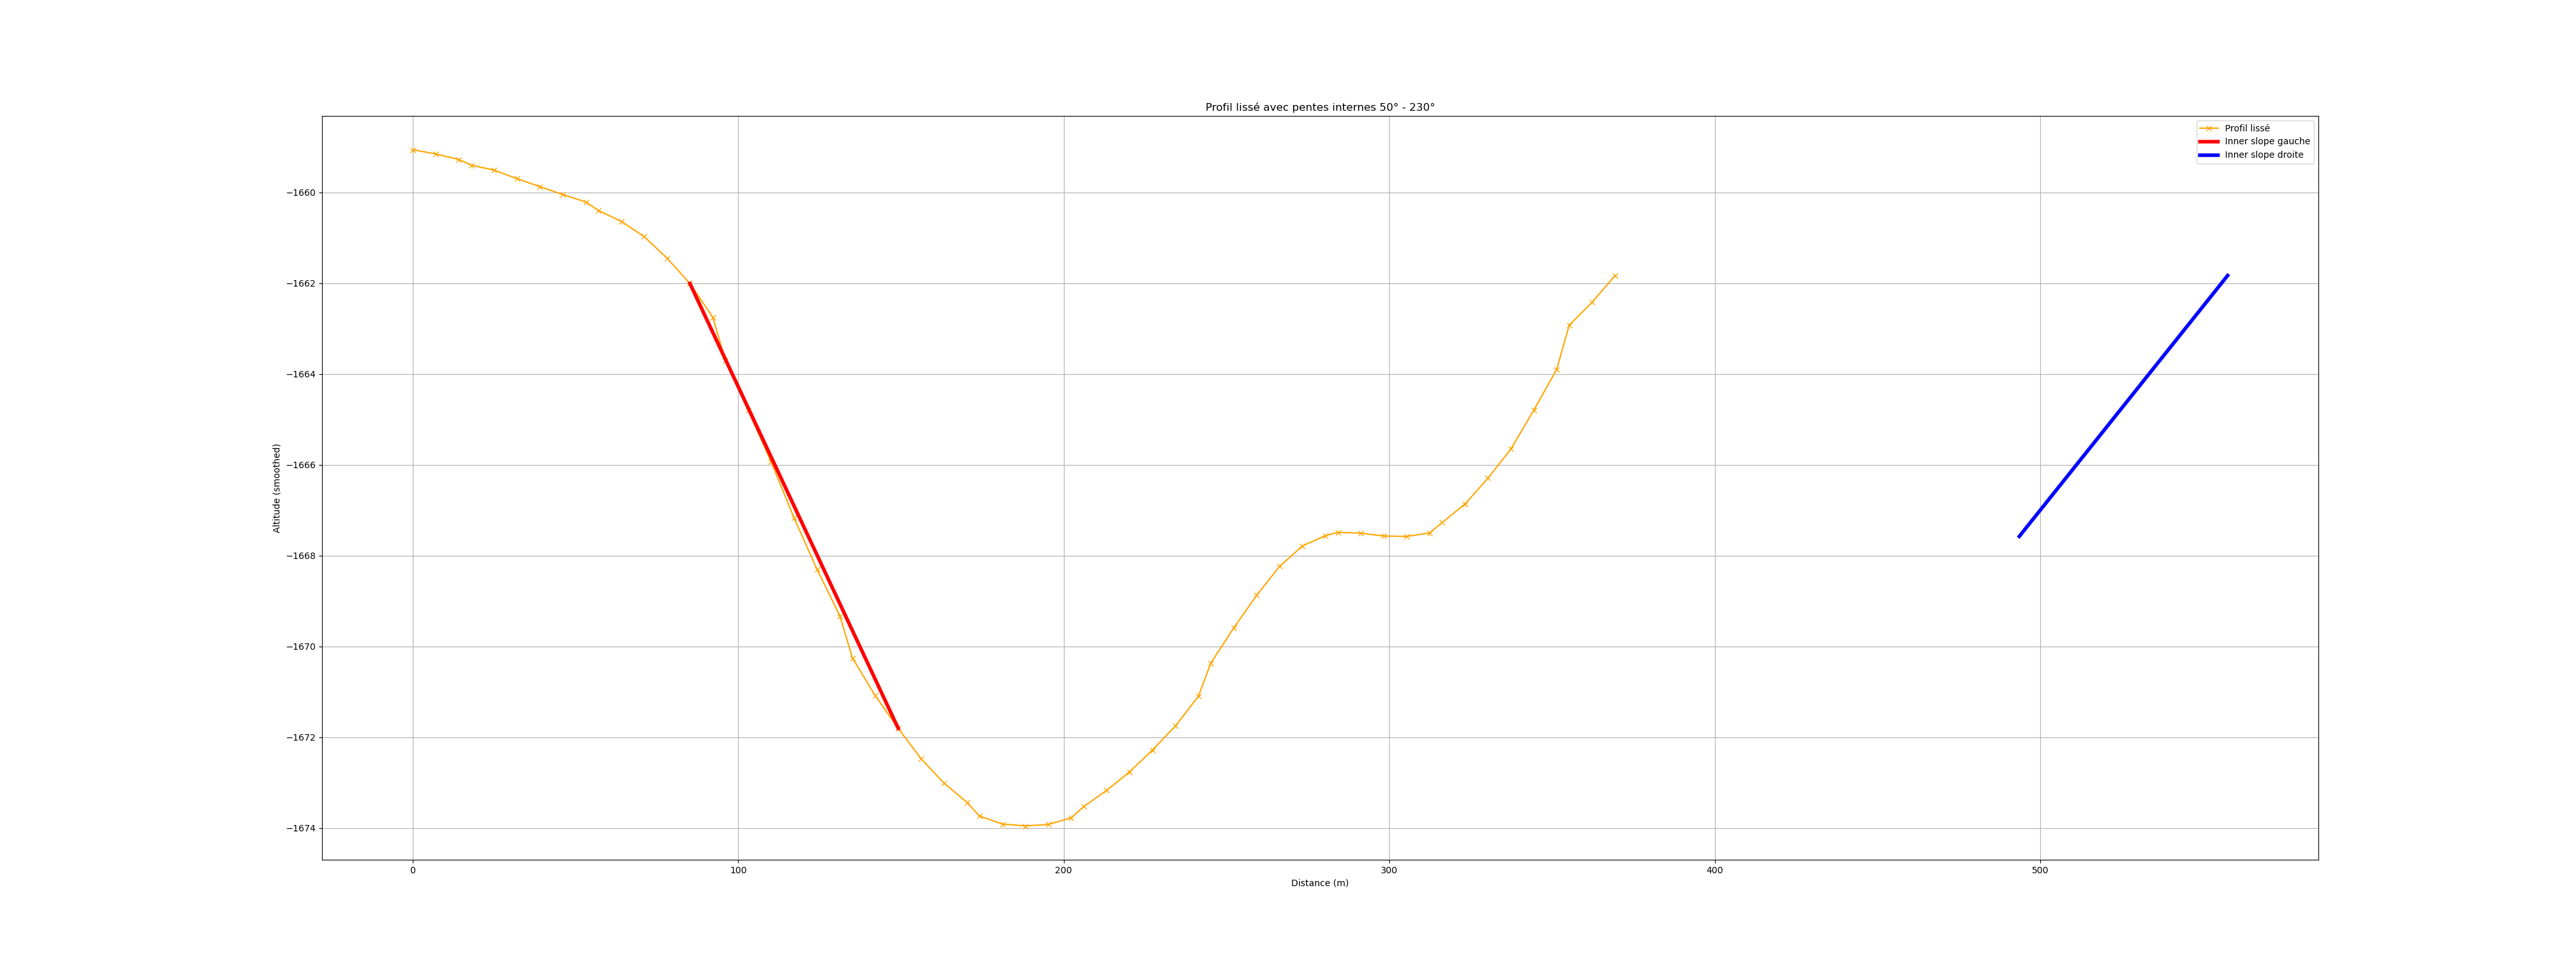 Profil lissé avec pentes internes 50° - 230°
Profil lissé
Inner slope gauche
Inner slope droite
Altitude (smoothed)
−1660
−1662
−1664
−1666
−1668
−1670
−1672
−1674
0 100 200 300 400 500
Distance (m)